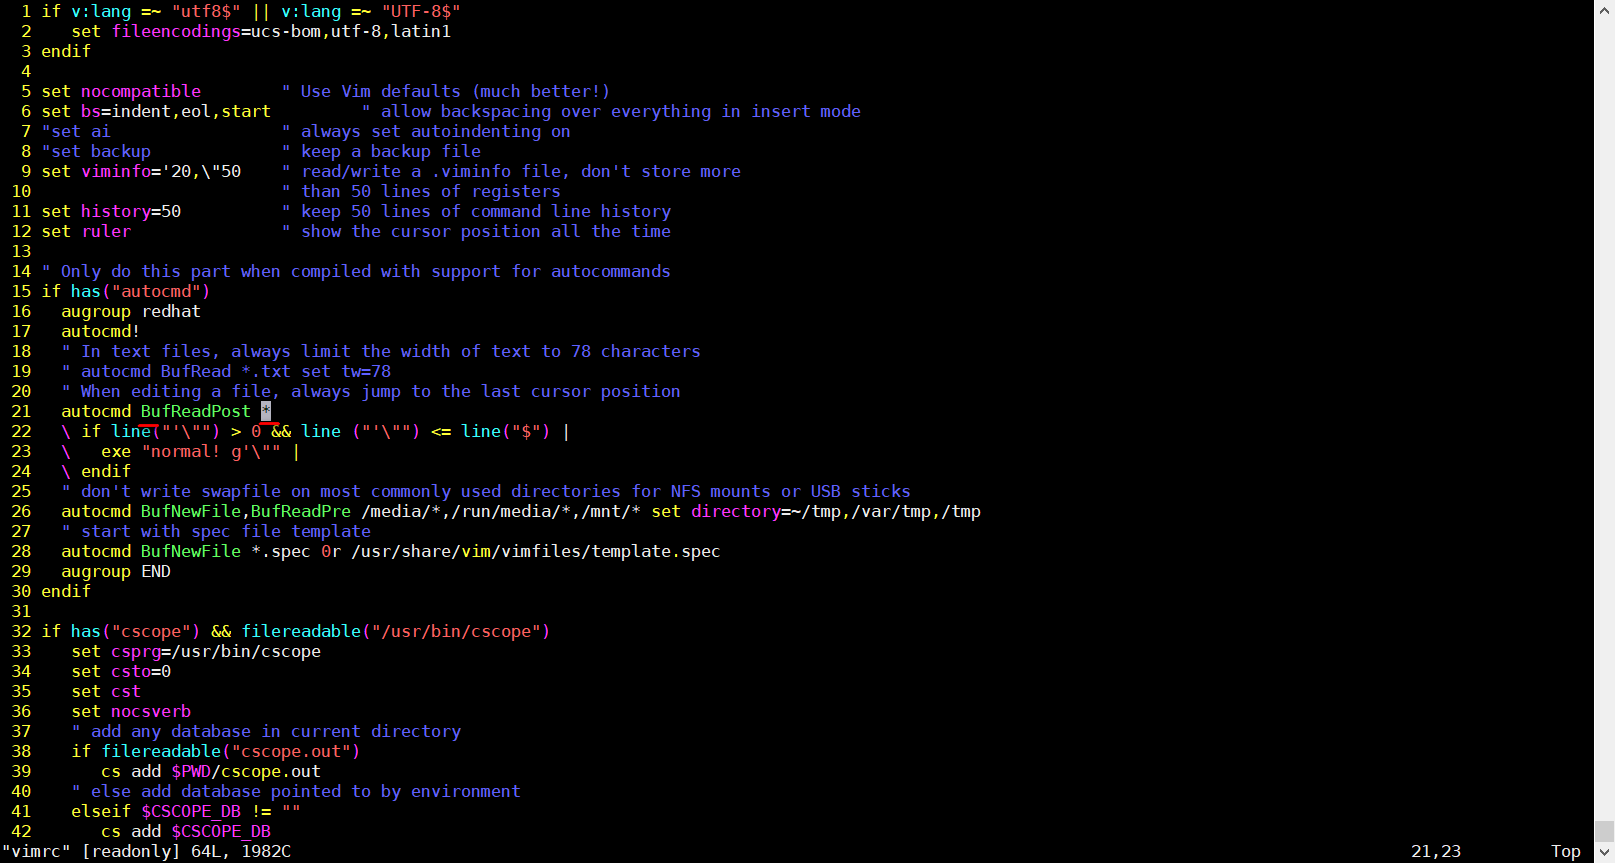 1 if v:lang =~ "utf8$" || v:lang =~ "UTF-8$"
2    set fileencodings=ucs-bom,utf-8,latin1
3 endif
4
5 set nocompatible        " Use Vim defaults (much better!)
6 set bs=indent,eol,start         " allow backspacing over everything in insert mode
7 "set ai                 " always set autoindenting on
8 "set backup             " keep a backup file
9 set viminfo='20,\"50    " read/write a .viminfo file, don't store more
10                         " than 50 lines of registers
11 set history=50          " keep 50 lines of command line history
12 set ruler               " show the cursor position all the time
13
14 " Only do this part when compiled with support for autocommands
15 if has("autocmd")
16   augroup redhat
17   autocmd!
18   " In text files, always limit the width of text to 78 characters
19   " autocmd BufRead *.txt set tw=78
20   " When editing a file, always jump to the last cursor position
21   autocmd BufReadPost *
22   \ if line("'\"") > 0 && line ("'\"") <= line("$") |
23   \   exe "normal! g'\"" |
24   \ endif
25   " don't write swapfile on most commonly used directories for NFS mounts or USB sticks
26   autocmd BufNewFile,BufReadPre /media/*,/run/media/*,/mnt/* set directory=~/tmp,/var/tmp,/tmp
27   " start with spec file template
28   autocmd BufNewFile *.spec 0r /usr/share/vim/vimfiles/template.spec
29   augroup END
30 endif
31
32 if has("cscope") && filereadable("/usr/bin/cscope")
33    set csprg=/usr/bin/cscope
34    set csto=0
35    set cst
36    set nocsverb
37    " add any database in current directory
38    if filereadable("cscope.out")
39       cs add $PWD/cscope.out
40    " else add database pointed to by environment
41    elseif $CSCOPE_DB != ""
42       cs add $CSCOPE_DB
"vimrc" [readonly] 64L, 1982C 21,23 Top